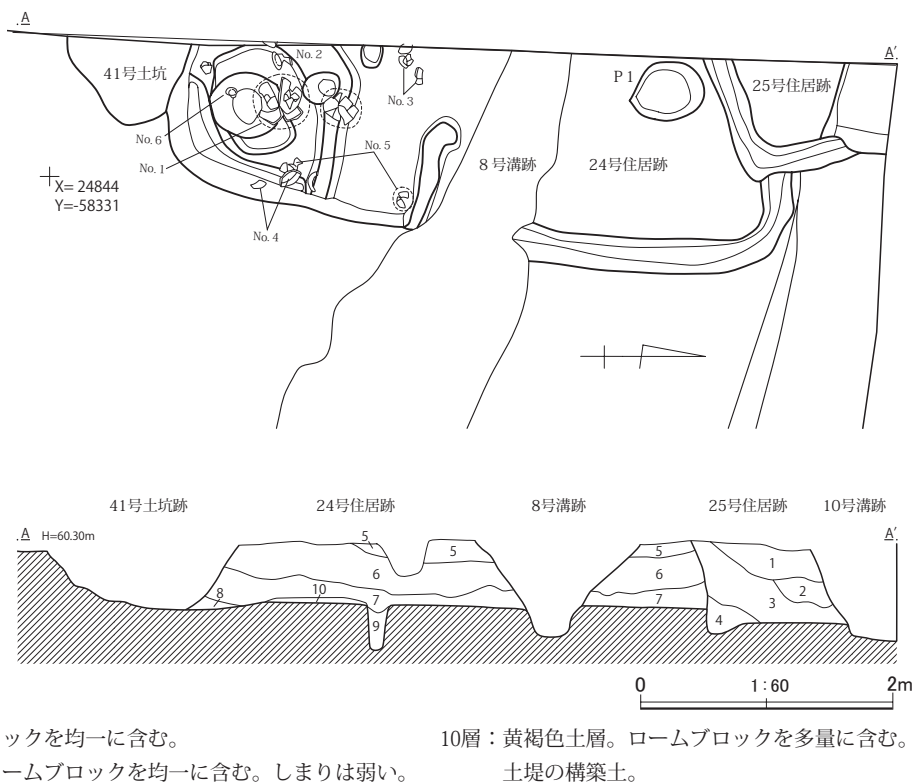 A
A′
41号土坑
No. 2
P 1
25号住居跡
No. 3
No. 6
No. 5
No. 1
8号溝跡
24号住居跡
X= 24844
Y=-58331
No. 4
41号土坑跡
24号住居跡
8号溝跡
25号住居跡
10号溝跡
A H=60.30m
A′
5
5
5
1
6
6
2
8
10
7
7
3
9
4
0
1:60
2m
ックを均一に含む。
ームブロックを均一に含む。しまりは弱い。
10層：黄褐色土層。ロームブロックを多量に含む。
土堤の構築土。